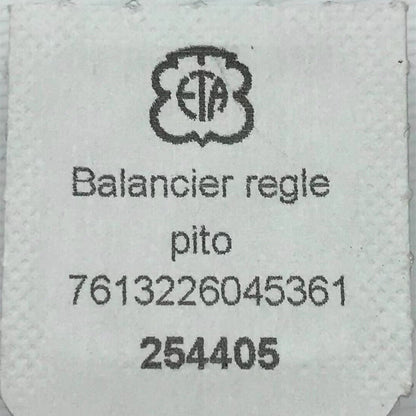 ETA
Balancier regle
pito
7613226045361
254405